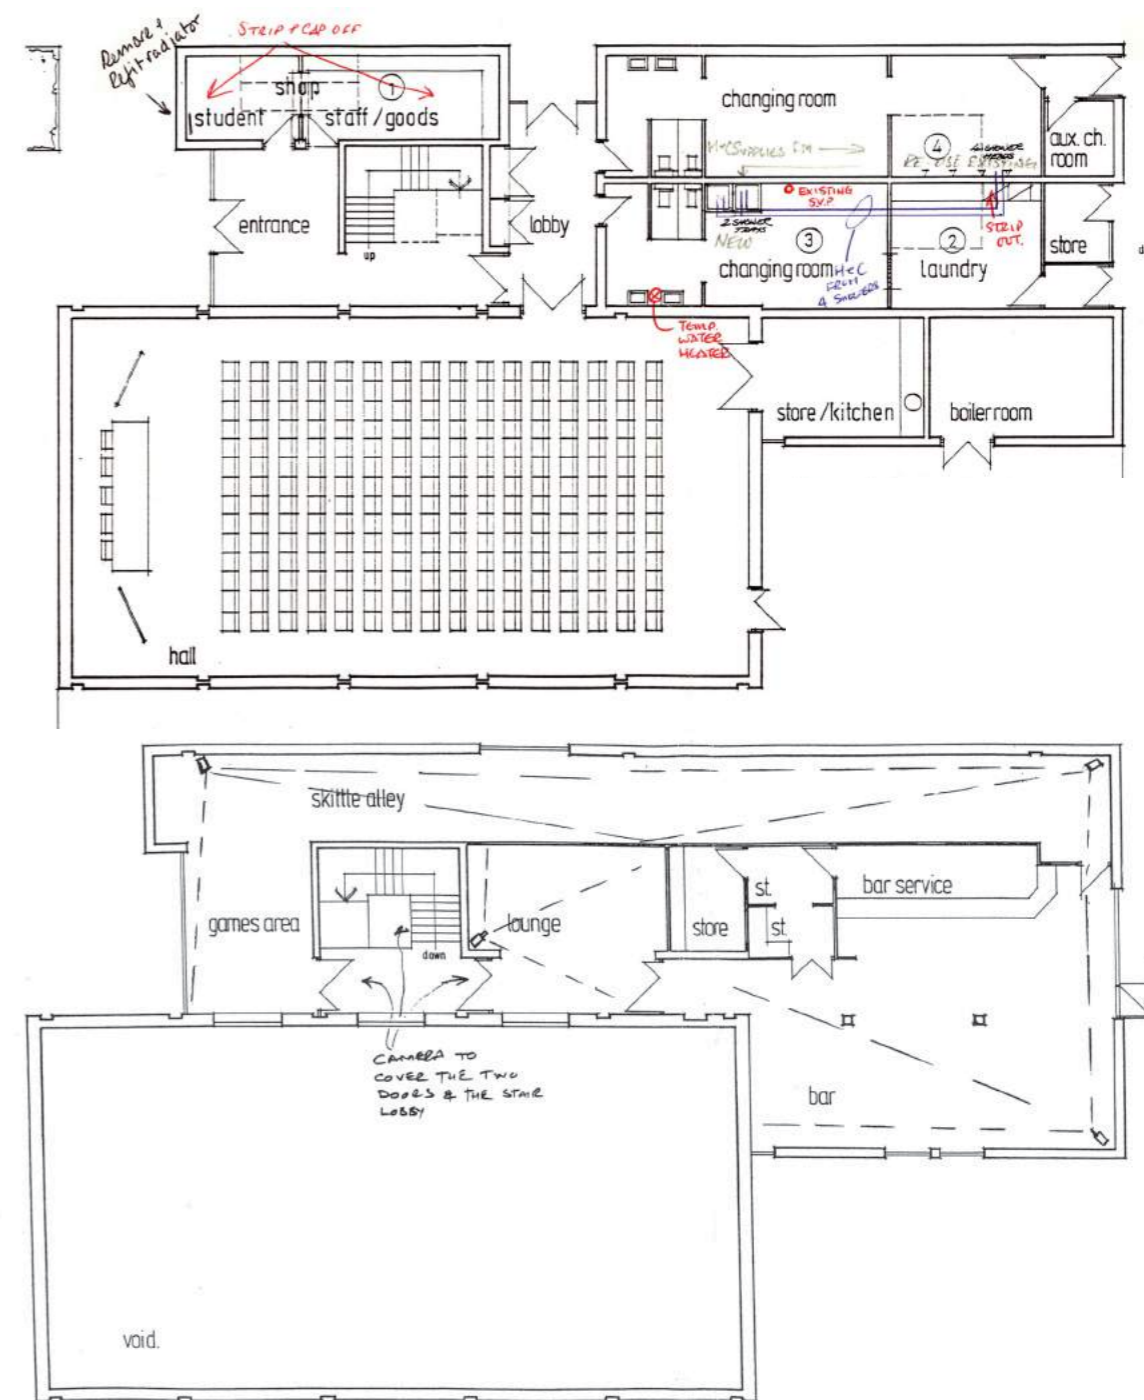 Remove &
Refit radiator
STRIP & CAP OFF
shop
①
student
staff / goods
changing room
④
aux. ch.
room
H+C SUPPLIES FM
4 SHOWER
RE-USE EXISTING
EXISTING
S.V.P
entrance
lobby
up
2 SHOWER
TRAYS
NEW
③
changing room
②
laundry
STRIP
OUT.
store
d
H+C
FROM
4 SHOWERS
TEMP.
WATER
HEATER
store / kitchen
boiler room
hall
skittle alley
games area
down
lounge
store
st.
st.
bar service
CAMERA TO
COVER THE TWO
DOORS & THE STAIR
LOBBY
bar
void.